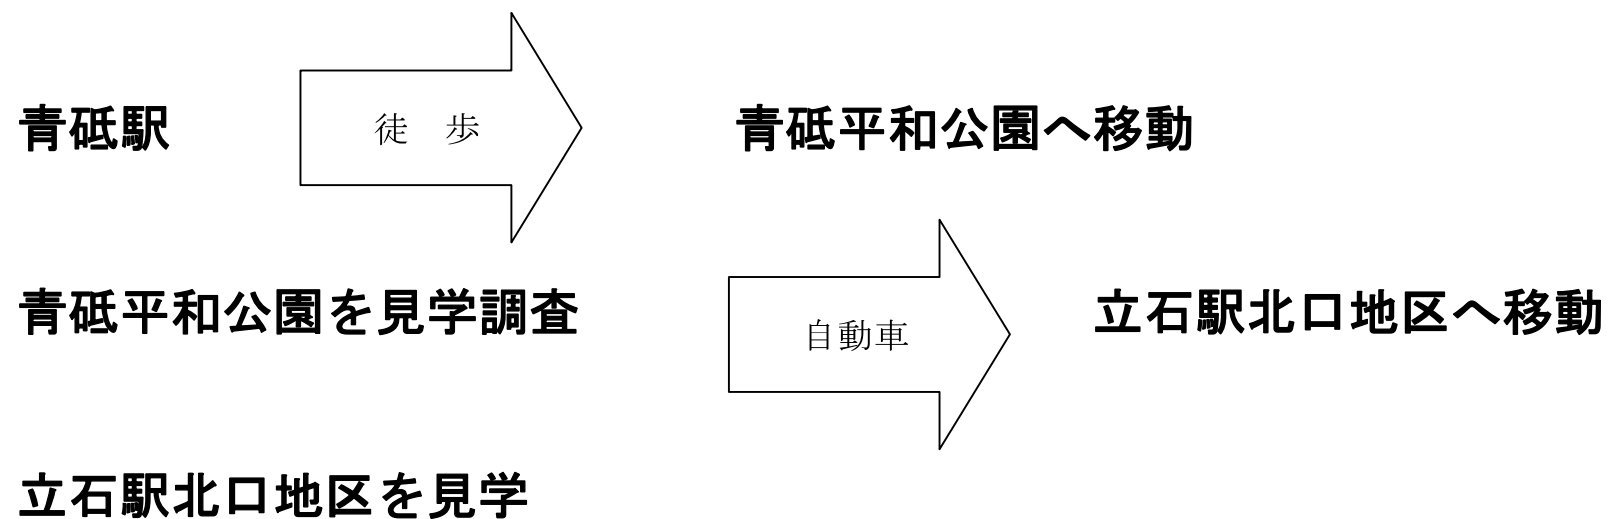 青砥駅 徒　歩 青砥平和公園へ移動
青砥平和公園を見学調査 自動車 立石駅北口地区へ移動
立石駅北口地区を見学